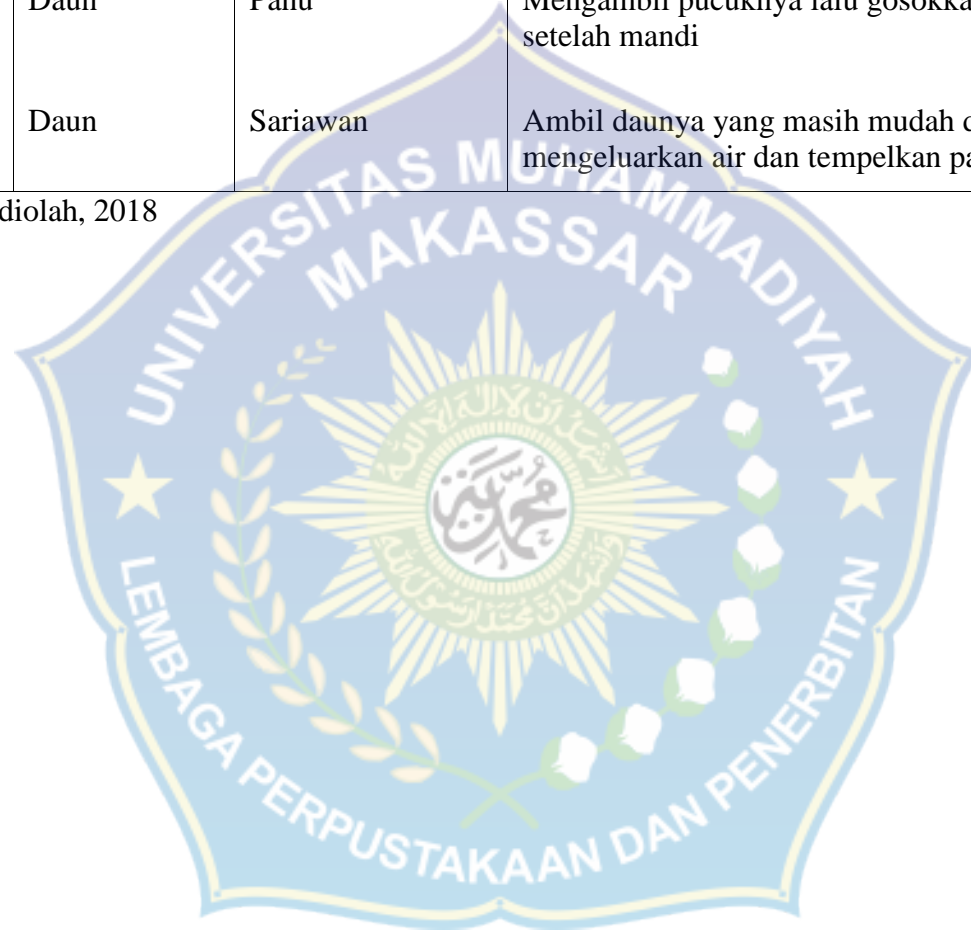 Daun Panu Mengambil pucuknya lalu gosokka
setelah mandi
Daun Sariawan Ambil daunya yang masih mudah
mengeluarkan air dan tempelkan pa
diolah, 2018
UNIVERSITAS MUHAMMADIYAH
MAKASSAR
محمدية
LEMBAGA PERPUSTAKAAN DAN PENERBITAN